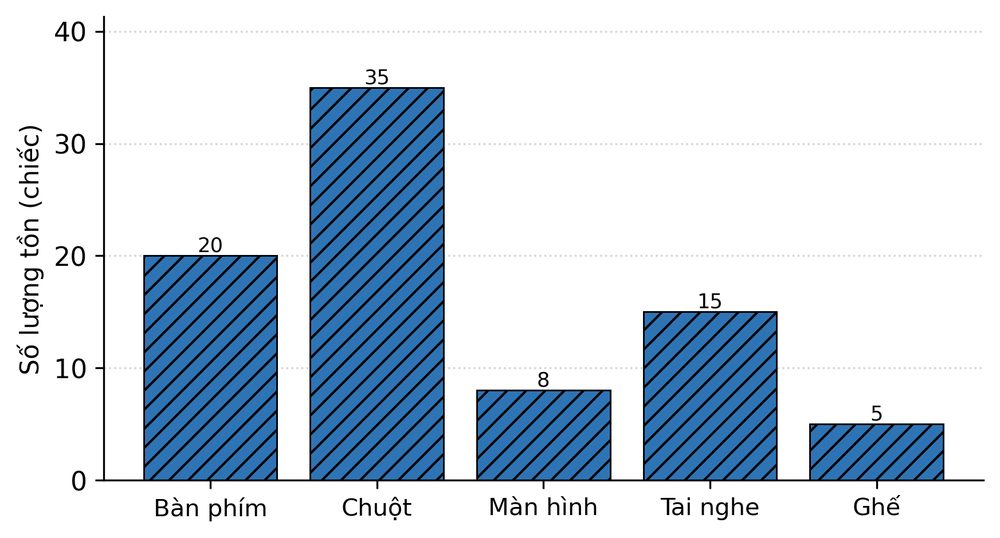 Số lượng tồn (chiếc)
40
30
20
10
0
20
35
8
15
5
Bàn phím
Chuột
Màn hình
Tai nghe
Ghế